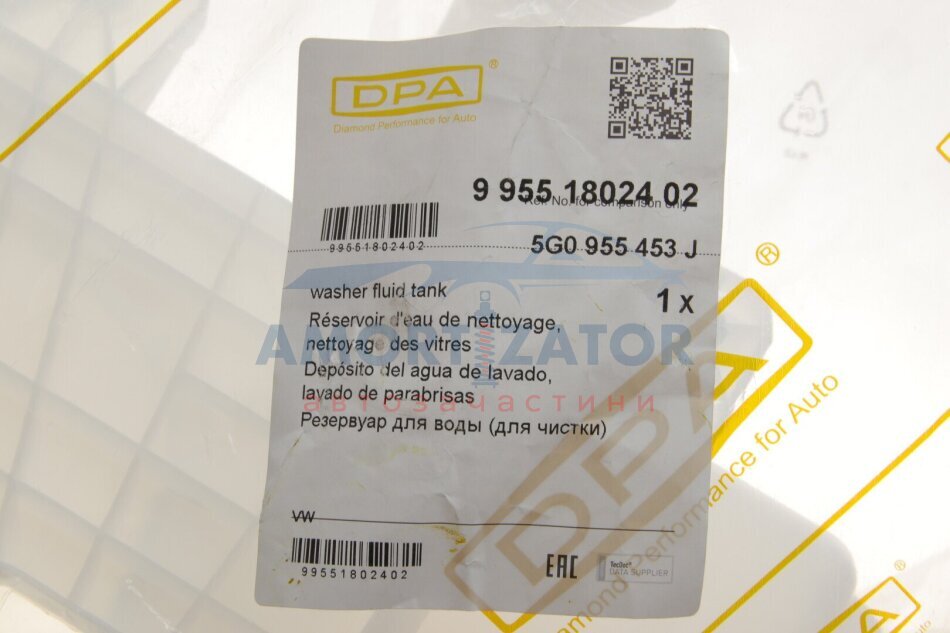 DPA®
Diamond Performance for Auto
9 955 18024 02
Ref. No. for comparison only
99551802402
5G0 955 453 J
washer fluid tank
1 x
Réservoir d'eau de nettoyage,
nettoyage des vitres
Depósito del agua de lavado,
lavado de parabrisas
Резервуар для воды (для чистки)
AMORTIZATOR
автозапчастини
VW
99551802402
EAC
TecDoc®
DATA SUPPLIER
DPA®
Diamond Performance for Auto
DPA®